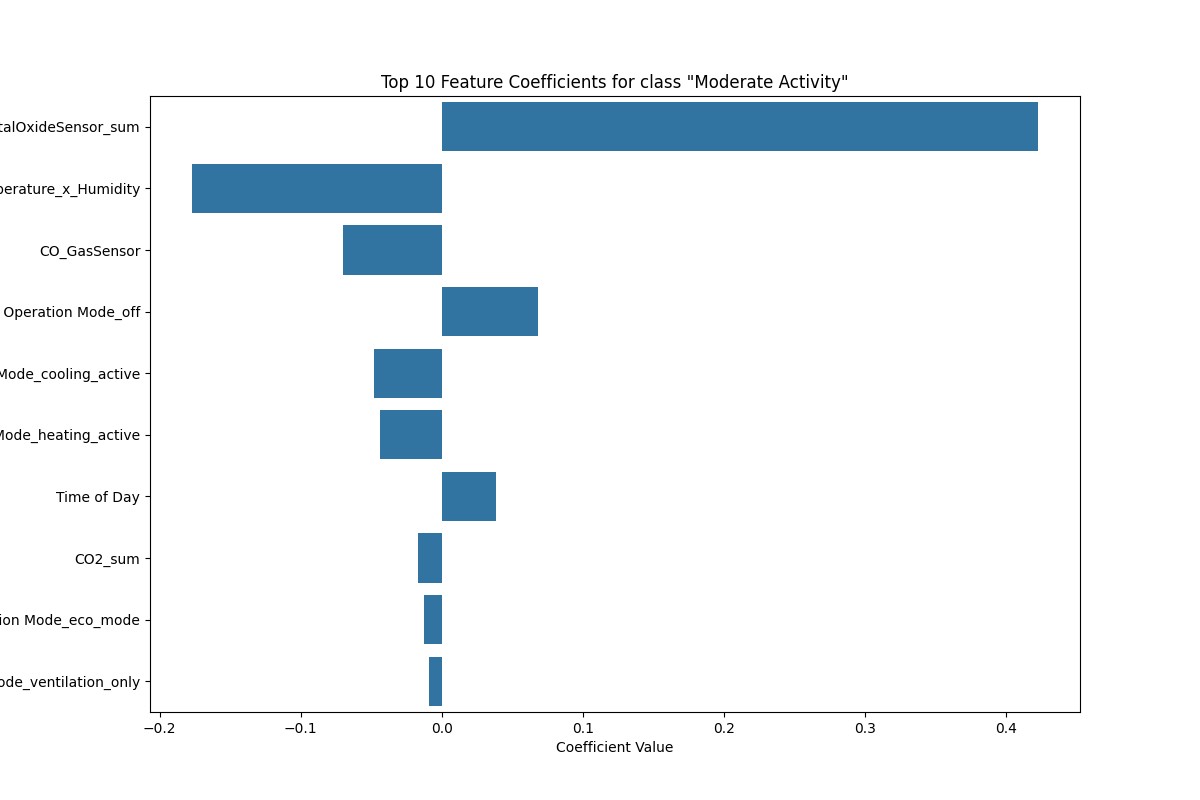 Top 10 Feature Coefficients for class "Moderate Activity"
talOxideSensor_sum
perature_x_Humidity
CO_GasSensor
Operation Mode_off
Mode_cooling_active
Mode_heating_active
Time of Day
CO2_sum
ion Mode_eco_mode
ode_ventilation_only
−0.2 −0.1 0.0 0.1 0.2 0.3 0.4
Coefficient Value